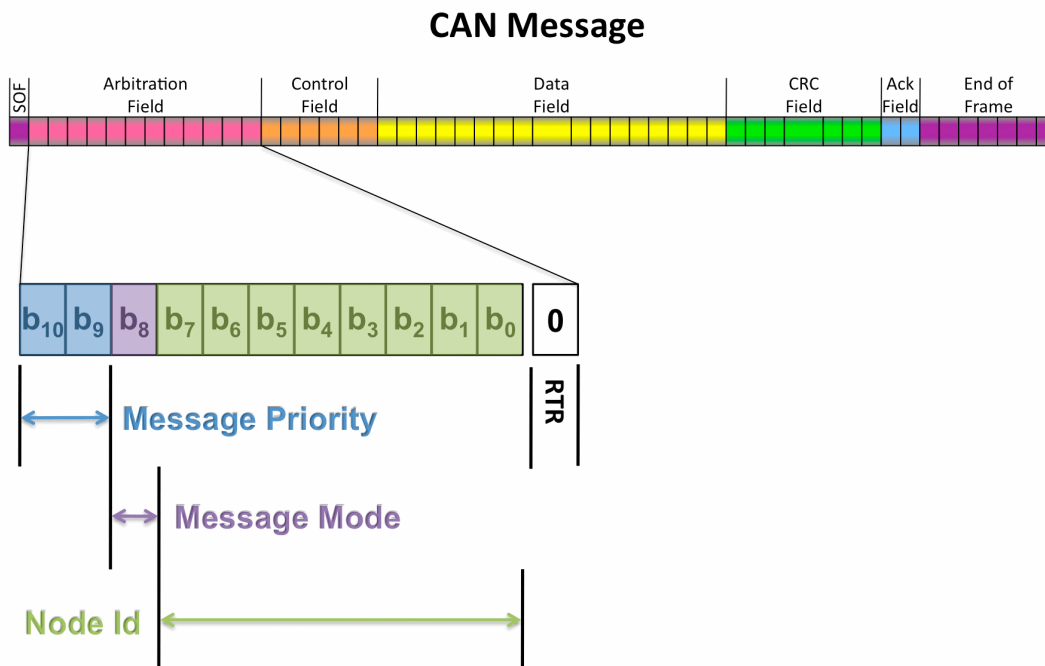 CAN Message
SOF
Arbitration
Field
Control
Field
Data
Field
CRC
Field
Ack
Field
End of
Frame
b10 b9 b8 b7 b6 b5 b4 b3 b2 b1 b0 0
RTR
Message Priority
Message Mode
Node Id